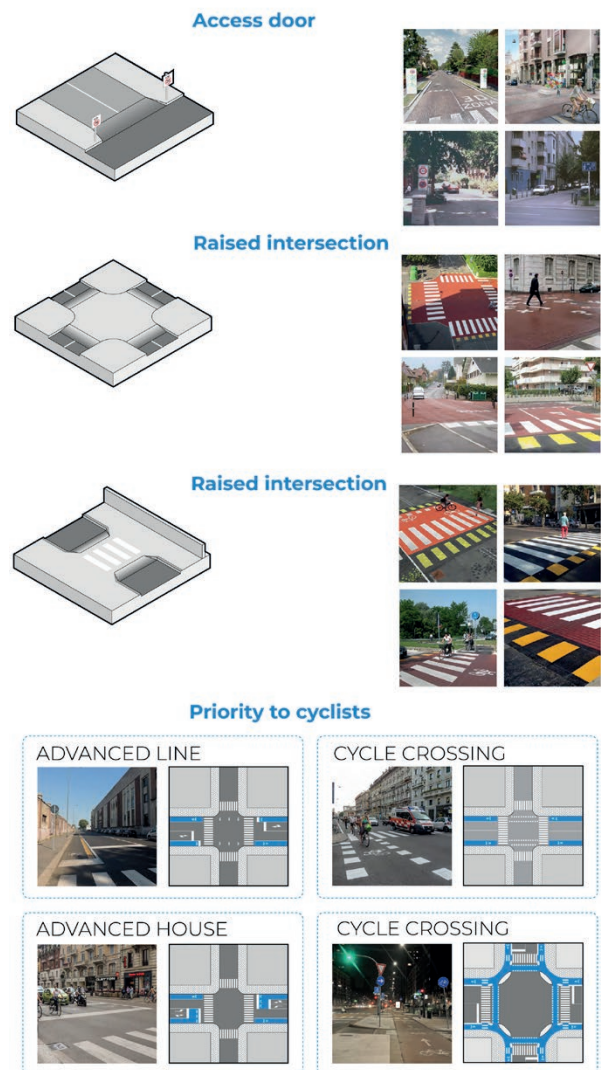 Access door
Raised intersection
Raised intersection
Priority to cyclists
ADVANCED LINE
CYCLE CROSSING
ADVANCED HOUSE
CYCLE CROSSING